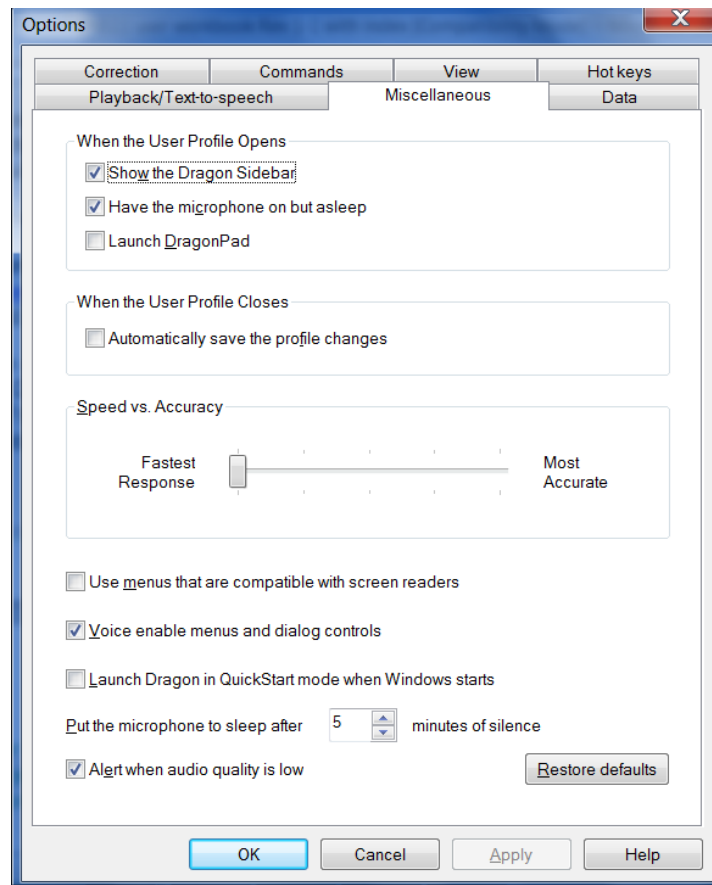 Options
X
Correction Commands View Hot keys
Playback/Text-to-speech Miscellaneous Data
When the User Profile Opens
Show the Dragon Sidebar
Have the microphone on but asleep
Launch DragonPad
When the User Profile Closes
Automatically save the profile changes
Speed vs. Accuracy
Fastest Most
Response Accurate
Use menus that are compatible with screen readers
Voice enable menus and dialog controls
Launch Dragon in QuickStart mode when Windows starts
Put the microphone to sleep after 5 minutes of silence
Alert when audio quality is low Restore defaults
OK Cancel Apply Help